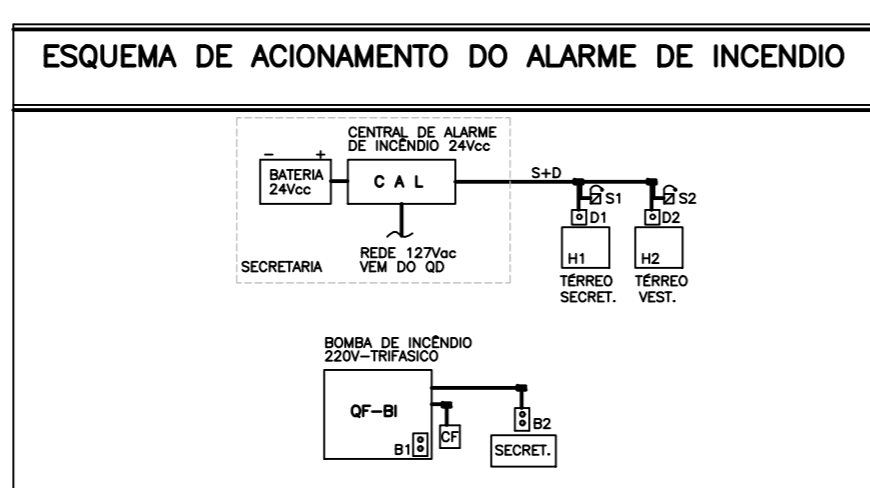 ESQUEMA DE ACIONAMENTO DO ALARME DE INCENDIO
CENTRAL DE ALARME
DE INCÊNDIO 24Vcc
- +
BATERIA
24Vcc
C A L
S+D
S1
S2
D1
D2
REDE 127Vac
VEM DO QD
SECRETARIA
H1
H2
TÉRREO
SECRET.
TÉRREO
VEST.
BOMBA DE INCÊNDIO
220V-TRIFASICO
QF-BI
B1
CF
B2
SECRET.